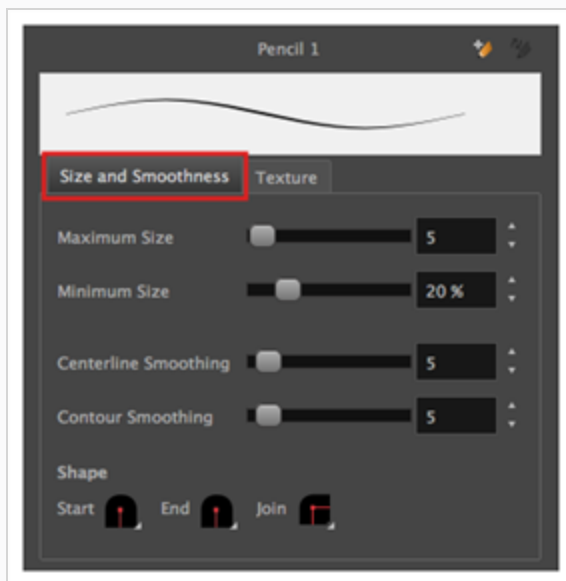 Pencil 1
Size and Smoothness Texture
Maximum Size 5
Minimum Size 20 %
Centerline Smoothing 5
Contour Smoothing 5
Shape
Start End Join